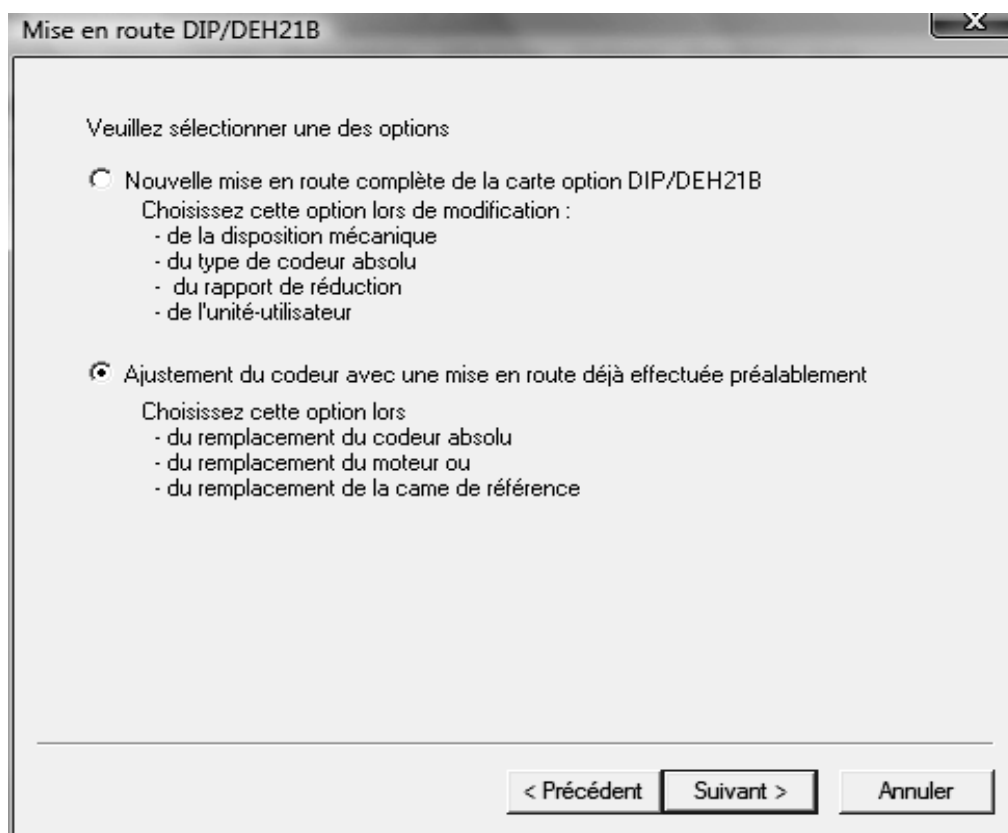 Mise en route DIP/DEH21B
X
Veuillez sélectionner une des options
Nouvelle mise en route complète de la carte option DIP/DEH21B
Choisissez cette option lors de modification :
- de la disposition mécanique
- du type de codeur absolu
- du rapport de réduction
- de l'unité-utilisateur
Ajustement du codeur avec une mise en route déjà effectuée préalablement
Choisissez cette option lors
- du remplacement du codeur absolu
- du remplacement du moteur ou
- du remplacement de la came de référence
< Précédent
Suivant >
Annuler